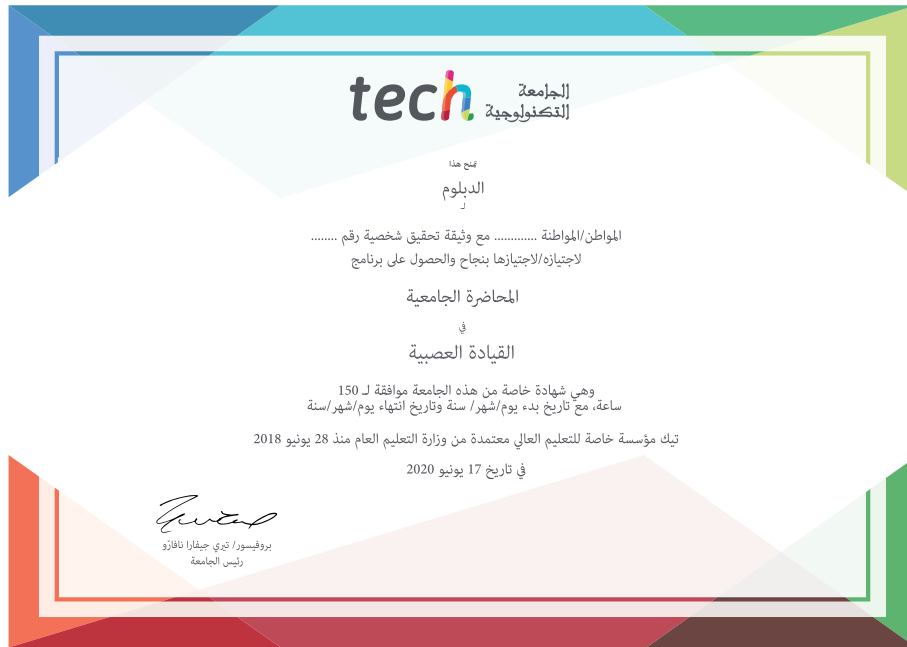 tech الجامعة
التكنولوجية
يمنح هذا
الدبلوم
لـ
المواطن/المواطنة ............. مع وثيقة تحقيق شخصية رقم ........
لاجتيازه/لاجتيازها بنجاح والحصول على برنامج
المحاضرة الجامعية
في
القيادة العصبية
وهي شهادة خاصة من هذه الجامعة موافقة لـ 150
ساعة، مع تاريخ بدء يوم/شهر/ سنة وتاريخ انتهاء يوم/شهر/سنة
تيك مؤسسة خاصة للتعليم العالي معتمدة من وزارة التعليم العام منذ 28 يونيو 2018
في تاريخ 17 يونيو 2020
بروفيسور/ تيري جيفارا نافارّو
رئيس الجامعة